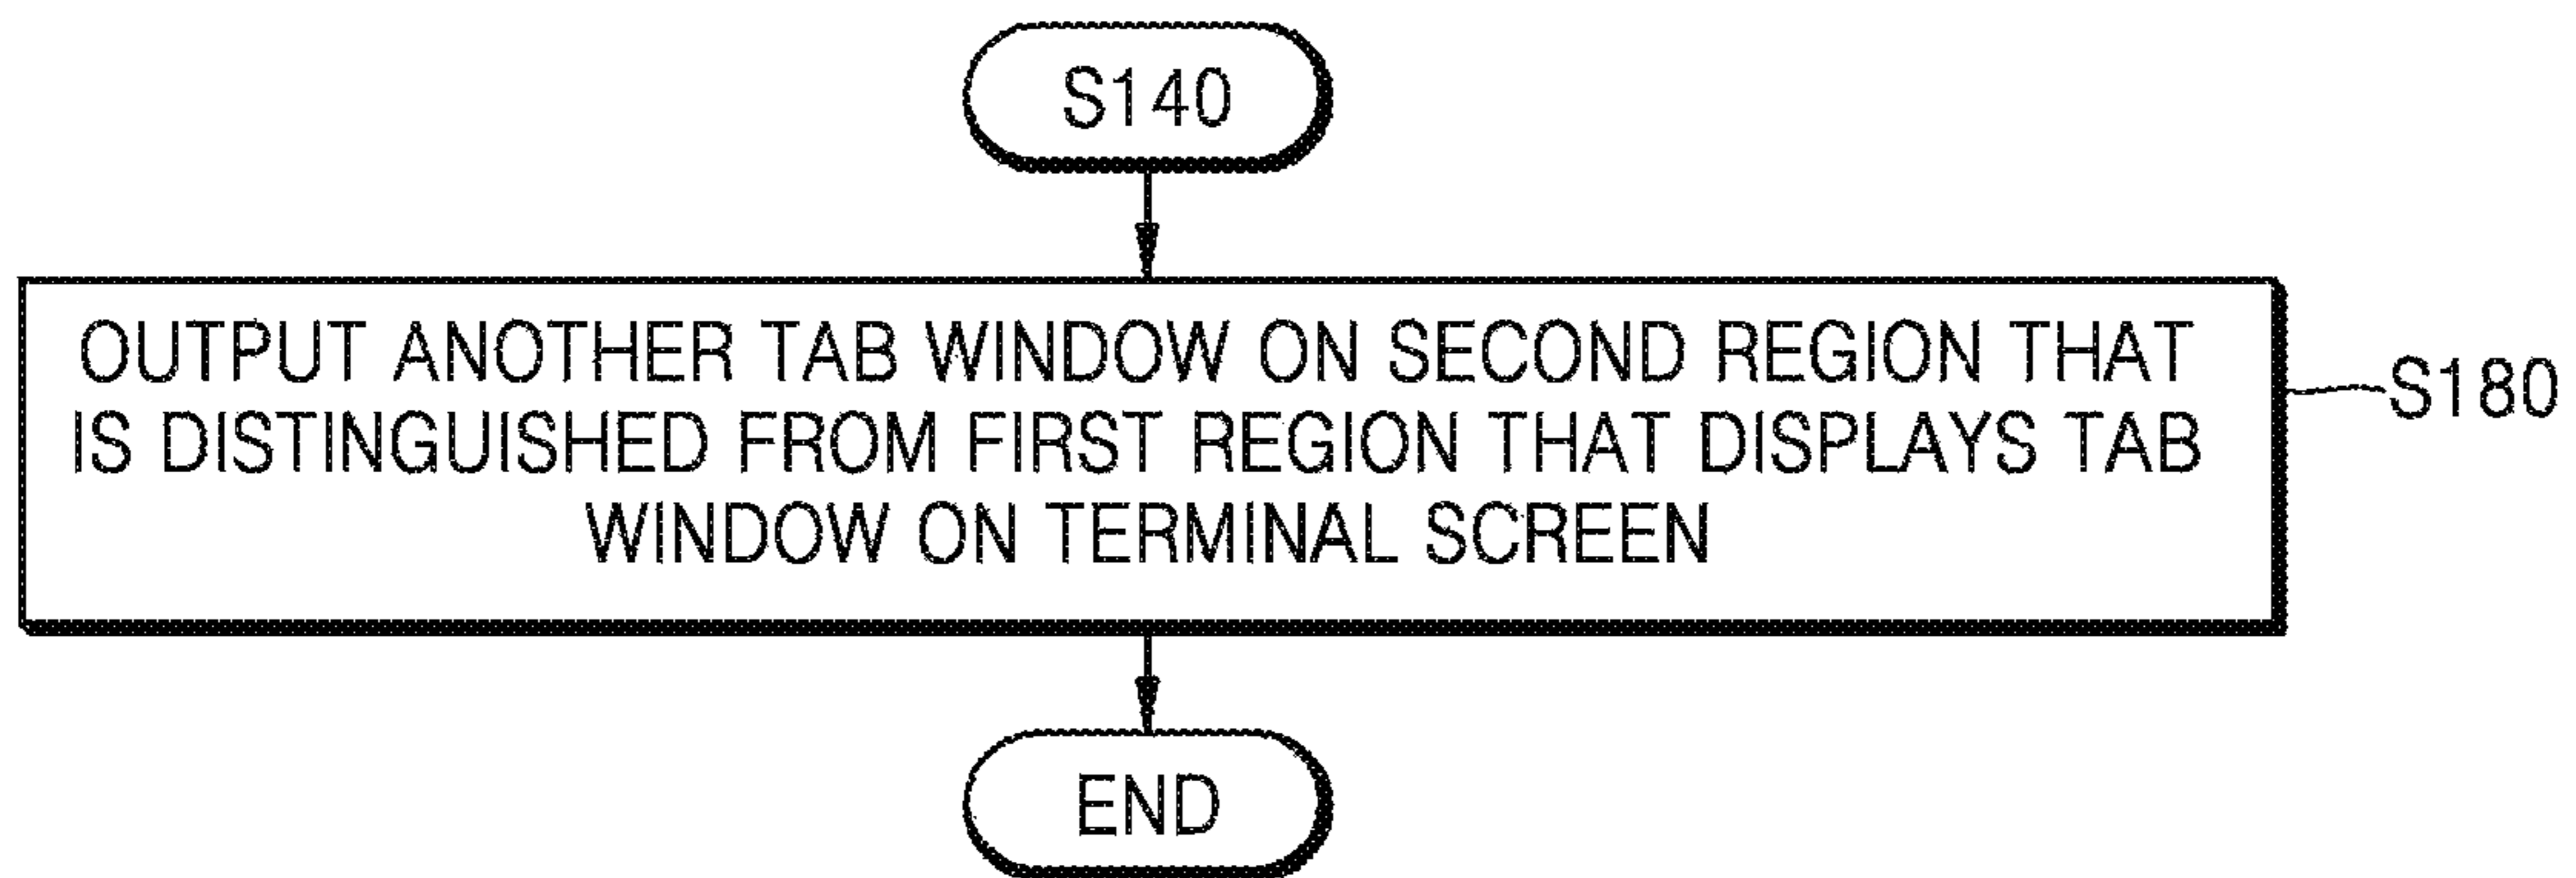 S140
OUTPUT ANOTHER TAB WINDOW ON SECOND REGION THAT
IS DISTINGUISHED FROM FIRST REGION THAT DISPLAYS TAB
WINDOW ON TERMINAL SCREEN
S180
END